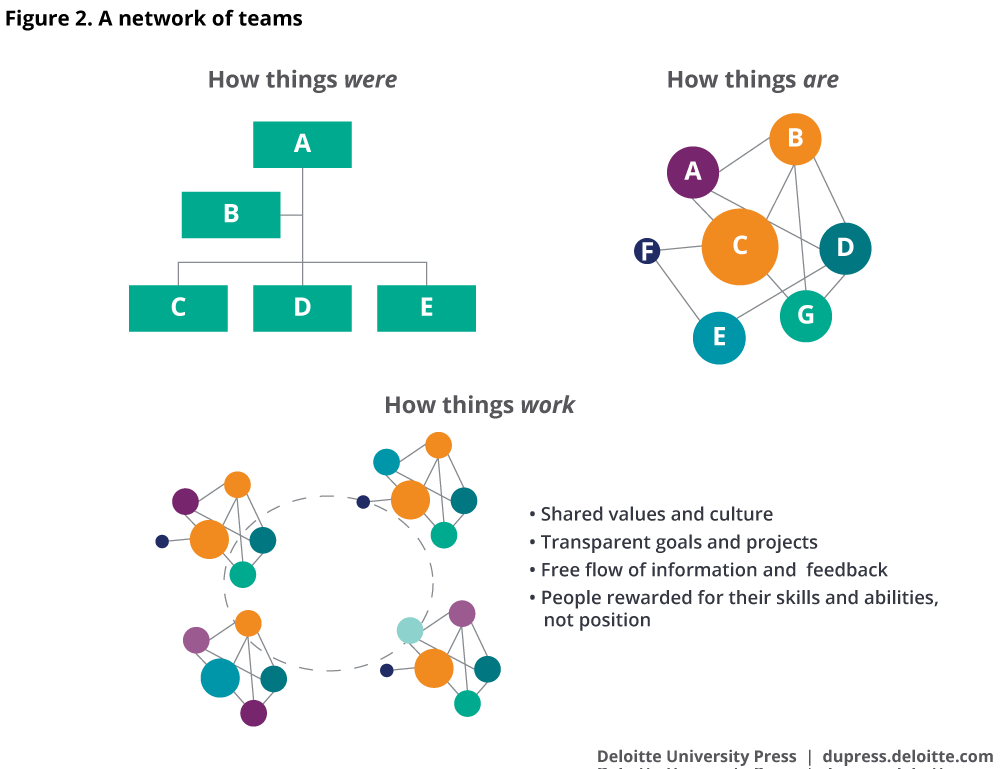 Figure 2. A network of teams
How things were
A
B
C D E
How things are
B
A
C
D
F
G
E
How things work
• Shared values and culture
• Transparent goals and projects
• Free flow of information and feedback
• People rewarded for their skills and abilities,
not position
Deloitte University Press | dupress.deloitte.com